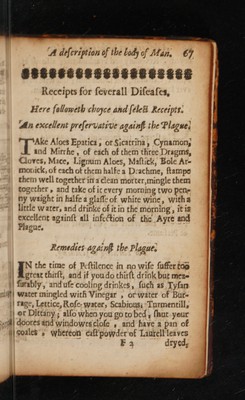 A description of the body of Man. 67
Receipts for severall Diseases.
Here followeth choyce and select Receipts.
An excellent preservative against the Plague.
TAke Aloes Epatica, or Sicatrina, Cynamon,
and Mirrhe, of each of them three Dragms,
Cloves, Mace, Lignum Aloes, Mastick, Bole Ar-
monick, of each of them halfe a Drachme, stampe
them well together in a clean morter, mingle them
together, and take of it every morning two pen-
ny waight in halfe a glasse of white wine, with a
little water, and drinke of it in the morning, it is
excellent against all infection of the Ayre and
Plague.
Remedies against the Plague.
IN the time of Pestilence in no wise suffer too
great thirst, and if you do thirst drink but mea-
surably, and use cooling drinkes, such as Tysan
water mingled with Vinegar, or water of Bur-
rage, Lettice, Rose-water, Scabious, Turmentill,
or Dittany; also when you go to bed, shut your
doores and windowes close, and have a pan of
coales, whereon cast powder of Laurell leaves
F 2 dryed,